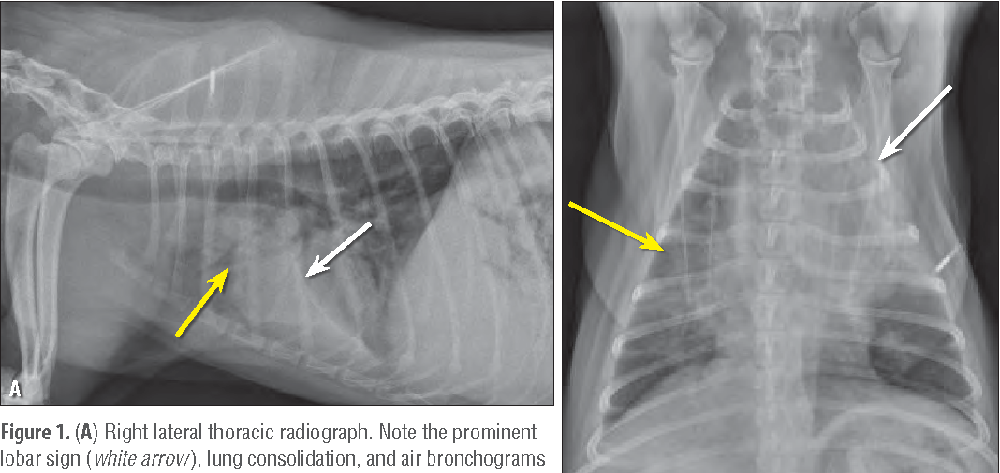 A
Figure 1. (A) Right lateral thoracic radiograph. Note the prominent
lobar sign (white arrow), lung consolidation, and air bronchograms